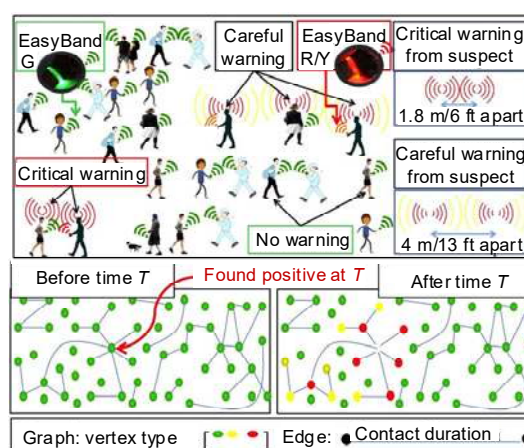 EasyBand
G
Careful
warning
EasyBand
R/Y
Critical warning
from suspect
1.8 m/6 ft apart
Careful warning
from suspect
4 m/13 ft apart
Critical warning
No warning
Before time T
Found positive at T
After time T
Graph: vertex type
Edge:
Contact duration